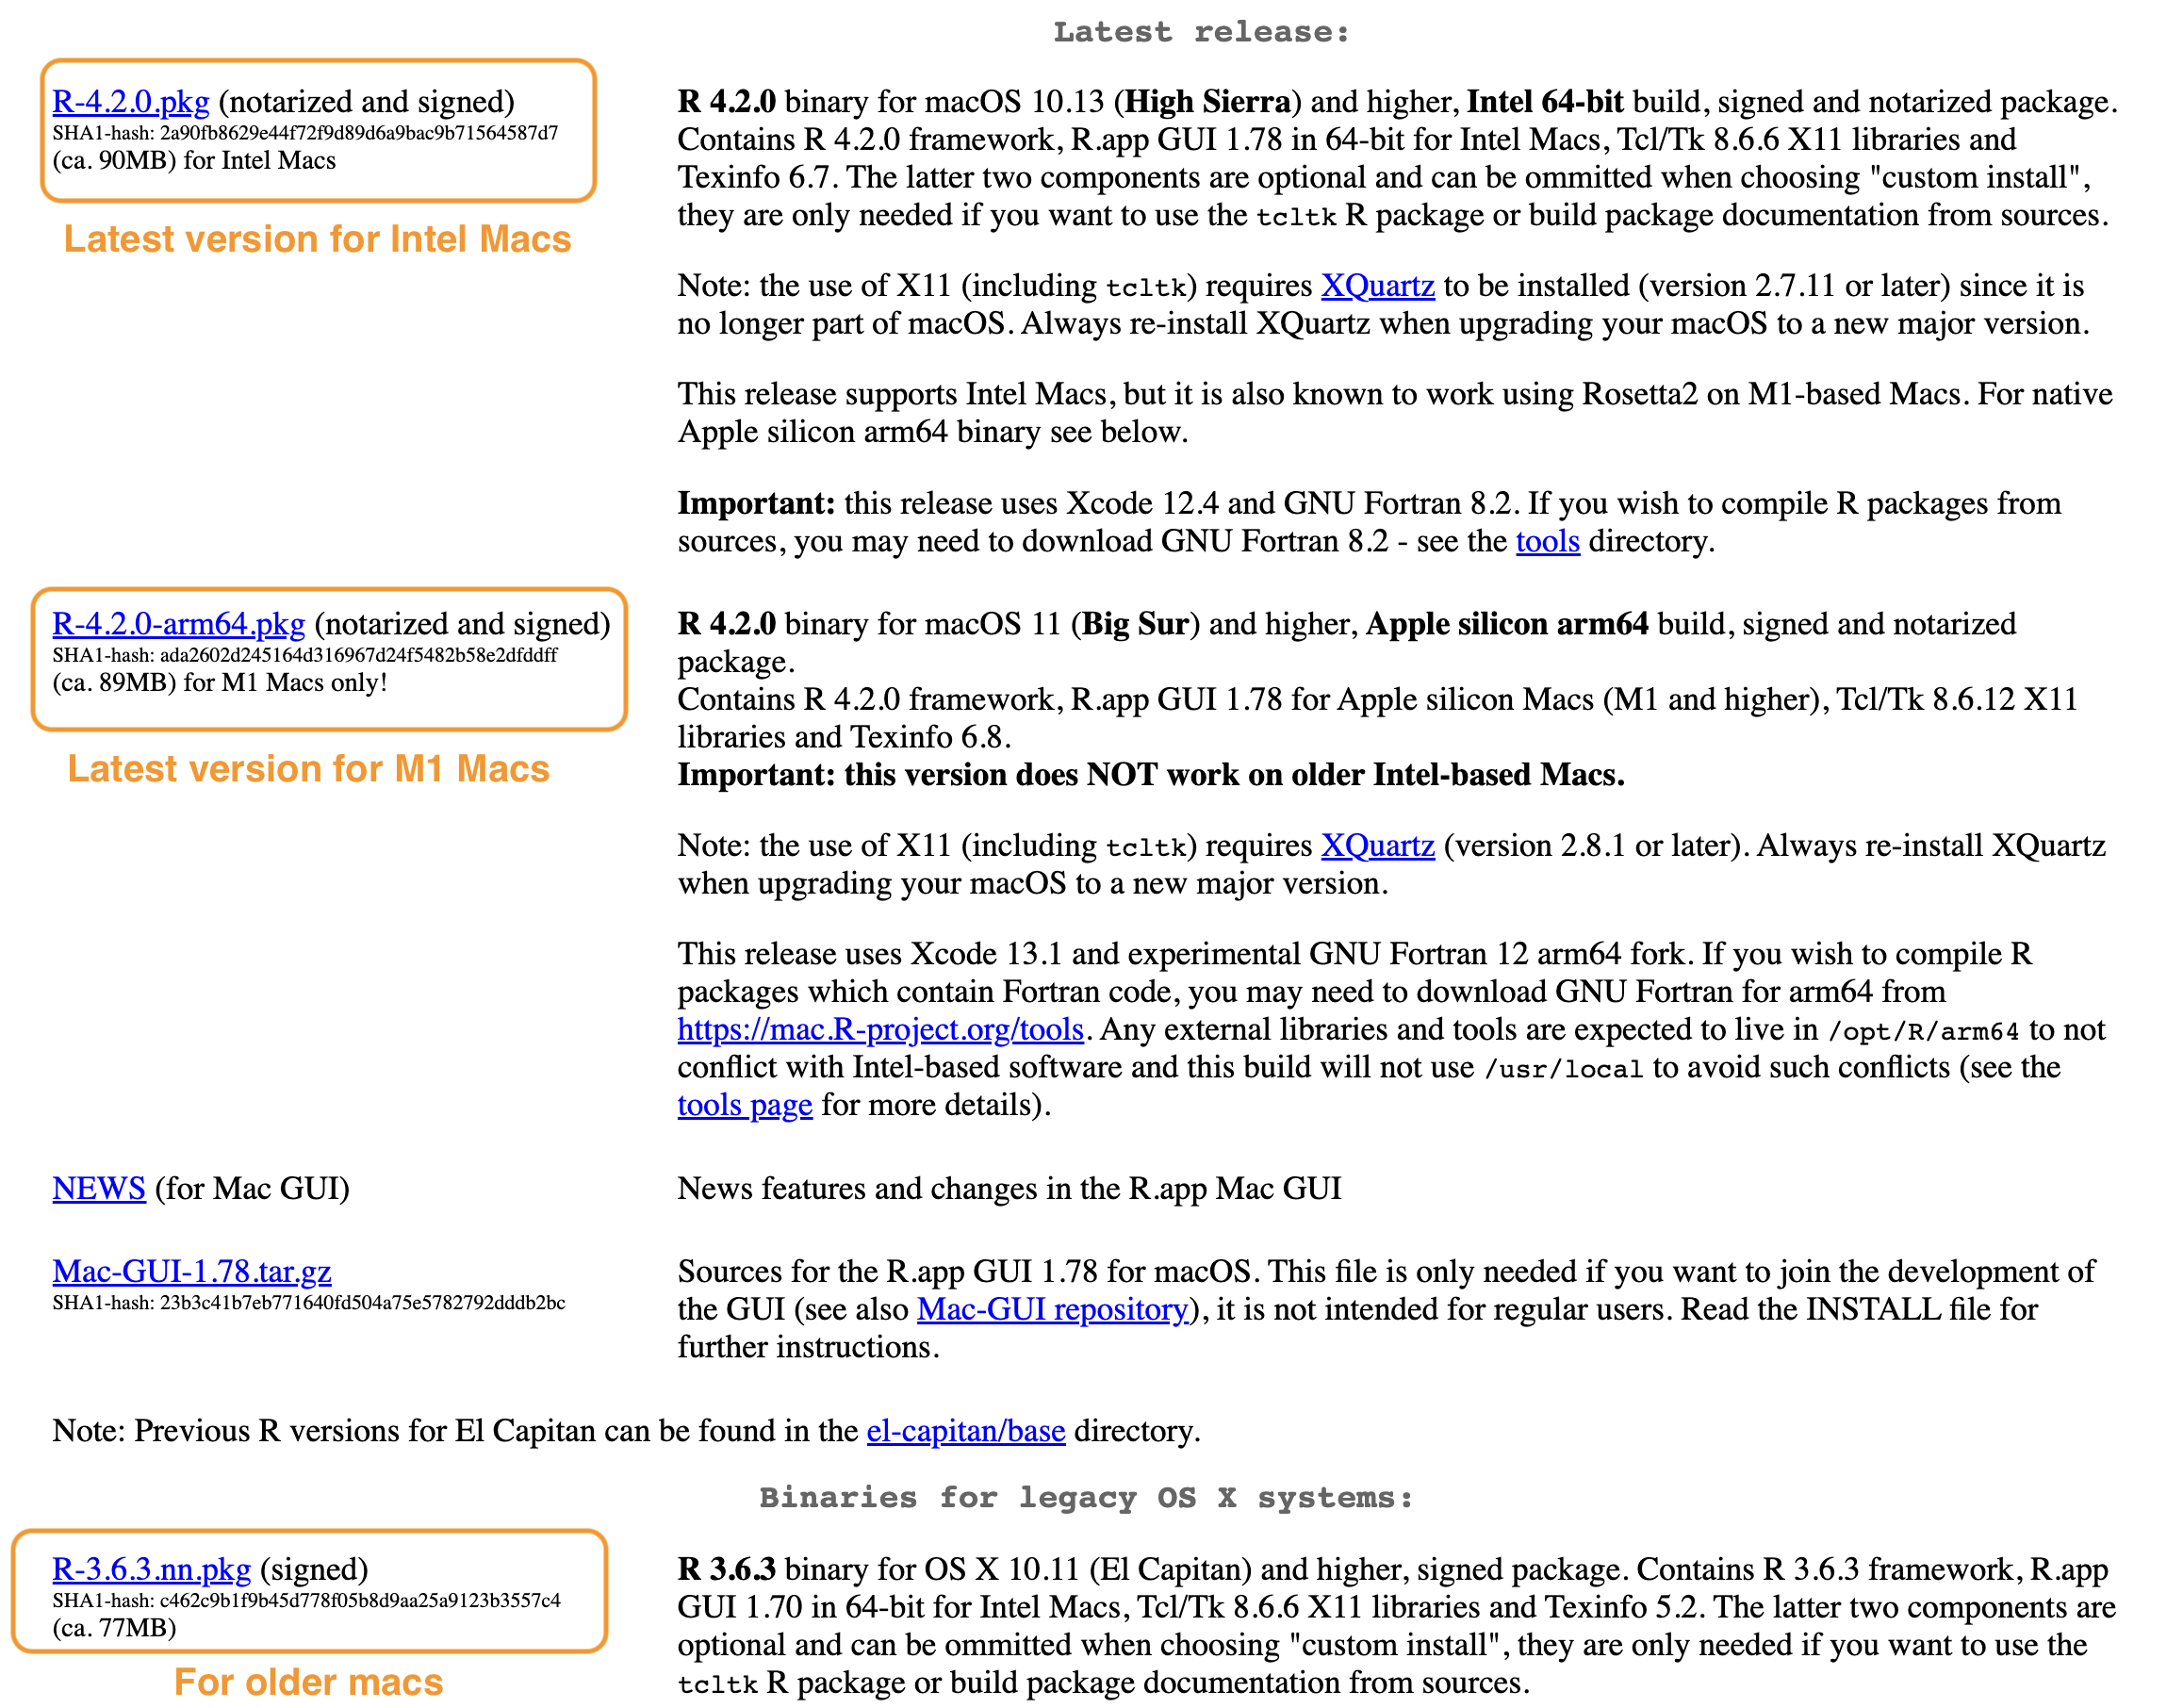 Latest release:
R-4.2.0.pkg (notarized and signed)
SHA1-hash: 2a90fb8629e44f72f9d89d6a9bac9b71564587d7
(ca. 90MB) for Intel Macs
Latest version for Intel Macs
R 4.2.0 binary for macOS 10.13 (High Sierra) and higher, Intel 64-bit build, signed and notarized package.
Contains R 4.2.0 framework, R.app GUI 1.78 in 64-bit for Intel Macs, Tcl/Tk 8.6.6 X11 libraries and
Texinfo 6.7. The latter two components are optional and can be ommitted when choosing "custom install",
they are only needed if you want to use the tcltk R package or build package documentation from sources.
Note: the use of X11 (including tcltk) requires XQuartz to be installed (version 2.7.11 or later) since it is
no longer part of macOS. Always re-install XQuartz when upgrading your macOS to a new major version.
This release supports Intel Macs, but it is also known to work using Rosetta2 on M1-based Macs. For native
Apple silicon arm64 binary see below.
Important: this release uses Xcode 12.4 and GNU Fortran 8.2. If you wish to compile R packages from
sources, you may need to download GNU Fortran 8.2 - see the tools directory.
R-4.2.0-arm64.pkg (notarized and signed)
SHA1-hash: ada2602d245164d316967d24f5482b58e2dfddff
(ca. 89MB) for M1 Macs only!
Latest version for M1 Macs
R 4.2.0 binary for macOS 11 (Big Sur) and higher, Apple silicon arm64 build, signed and notarized
package.
Contains R 4.2.0 framework, R.app GUI 1.78 for Apple silicon Macs (M1 and higher), Tcl/Tk 8.6.12 X11
libraries and Texinfo 6.8.
Important: this version does NOT work on older Intel-based Macs.
Note: the use of X11 (including tcltk) requires XQuartz (version 2.8.1 or later). Always re-install XQuartz
when upgrading your macOS to a new major version.
This release uses Xcode 13.1 and experimental GNU Fortran 12 arm64 fork. If you wish to compile R
packages which contain Fortran code, you may need to download GNU Fortran for arm64 from
https://mac.R-project.org/tools. Any external libraries and tools are expected to live in /opt/R/arm64 to not
conflict with Intel-based software and this build will not use /usr/local to avoid such conflicts (see the
tools page for more details).
NEWS (for Mac GUI)
News features and changes in the R.app Mac GUI
Mac-GUI-1.78.tar.gz
SHA1-hash: 23b3c41b7eb771640fd504a75e5782792dddb2bc
Sources for the R.app GUI 1.78 for macOS. This file is only needed if you want to join the development of
the GUI (see also Mac-GUI repository), it is not intended for regular users. Read the INSTALL file for
further instructions.
Note: Previous R versions for El Capitan can be found in the el-capitan/base directory.
Binaries for legacy OS X systems:
R-3.6.3.nn.pkg (signed)
SHA1-hash: c462c9b1f9b45d778f05b8d9aa25a9123b3557c4
(ca. 77MB)
For older macs
R 3.6.3 binary for OS X 10.11 (El Capitan) and higher, signed package. Contains R 3.6.3 framework, R.app
GUI 1.70 in 64-bit for Intel Macs, Tcl/Tk 8.6.6 X11 libraries and Texinfo 5.2. The latter two components are
optional and can be ommitted when choosing "custom install", they are only needed if you want to use the
tcltk R package or build package documentation from sources.